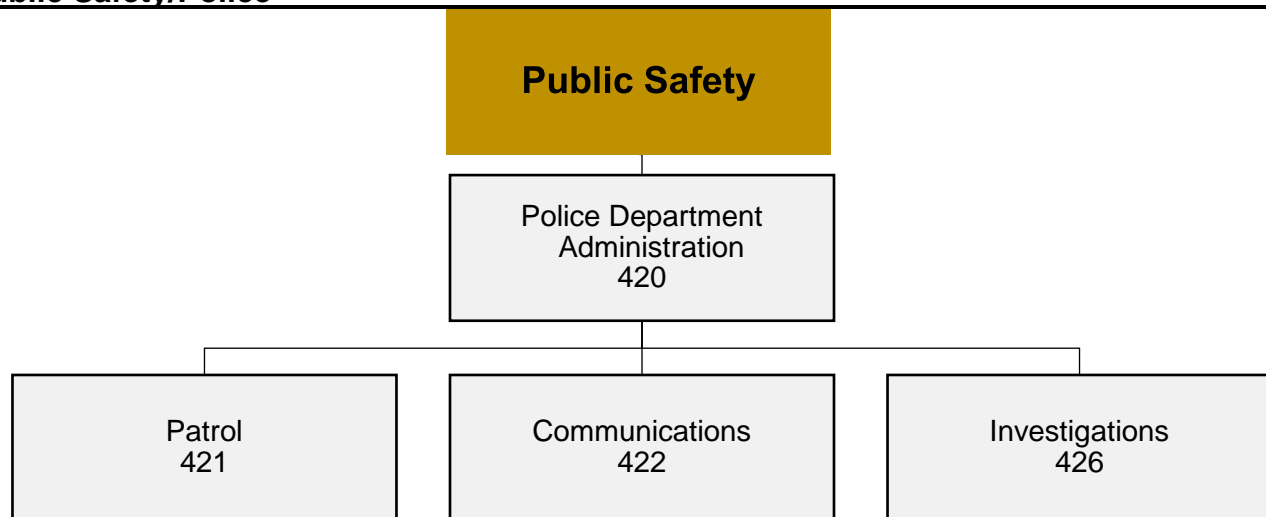 Public Safety
Police Department
Administration
420
Patrol
421
Communications
422
Investigations
426